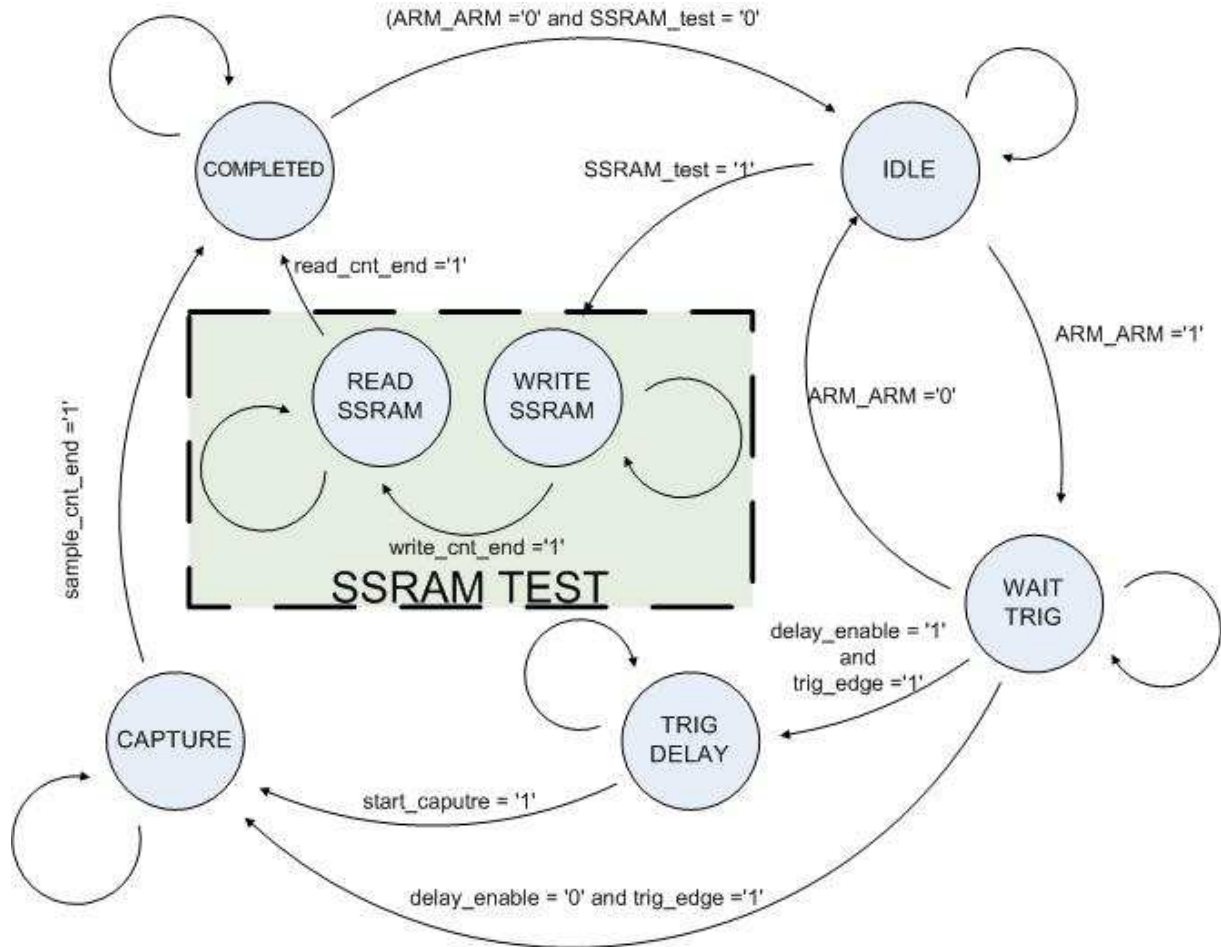 (ARM_ARM ='0' and SSRAM_test = '0'
COMPLETED
IDLE
SSRAM_test = '1'
read_cnt_end ='1'
ARM_ARM ='1'
READ
SSRAM
WRITE
SSRAM
ARM_ARM ='0'
sample_cnt_end ='1'
write_cnt_end ='1'
SSRAM TEST
WAIT
TRIG
delay_enable = '1'
and
trig_edge ='1'
TRIG
DELAY
CAPTURE
start_caputre = '1'
delay_enable = '0' and trig_edge ='1'